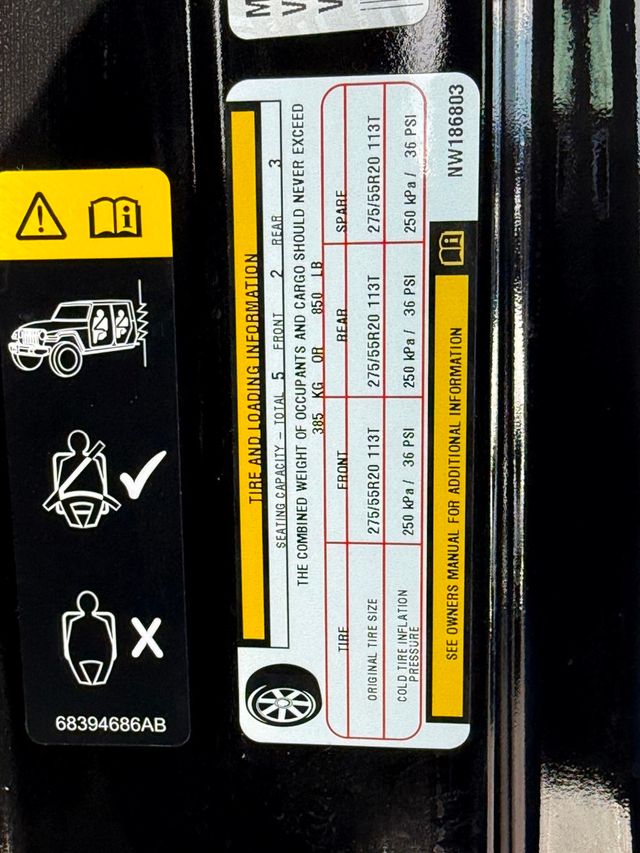 68394686AB
TIRE AND LOADING INFORMATION
SEATING CAPACITY – TOTAL 5 FRONT 2 REAR 3
THE COMBINED WEIGHT OF OCCUPANTS AND CARGO SHOULD NEVER EXCEED
385 KG OR 850 LB
TIRE FRONT REAR SPARE
ORIGINAL TIRE SIZE 275/55R20 113T 275/55R20 113T 275/55R20 113T
COLD TIRE INFLATION
PRESSURE 250 kPa / 36 PSI 250 kPa / 36 PSI 250 kPa / 36 PSI
SEE OWNERS MANUAL FOR ADDITIONAL INFORMATION
NW186803